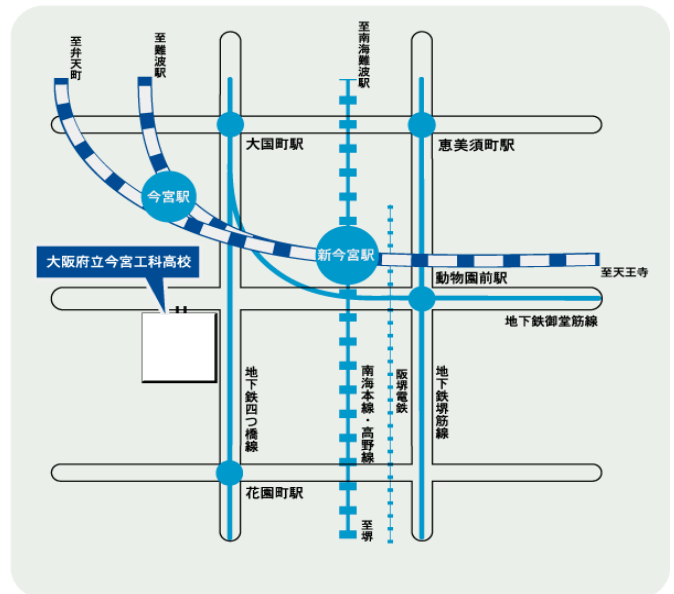 至弁天町
至難波駅
至南海難波駅
大国町駅
恵美須町駅
今宮駅
新今宮駅
大阪府立今宮工科高校
動物園前駅
至天王寺
地下鉄御堂筋線
地下鉄四つ橋線
南海本線・高野線
阪堺電鉄
地下鉄堺筋線
花園町駅
至堺